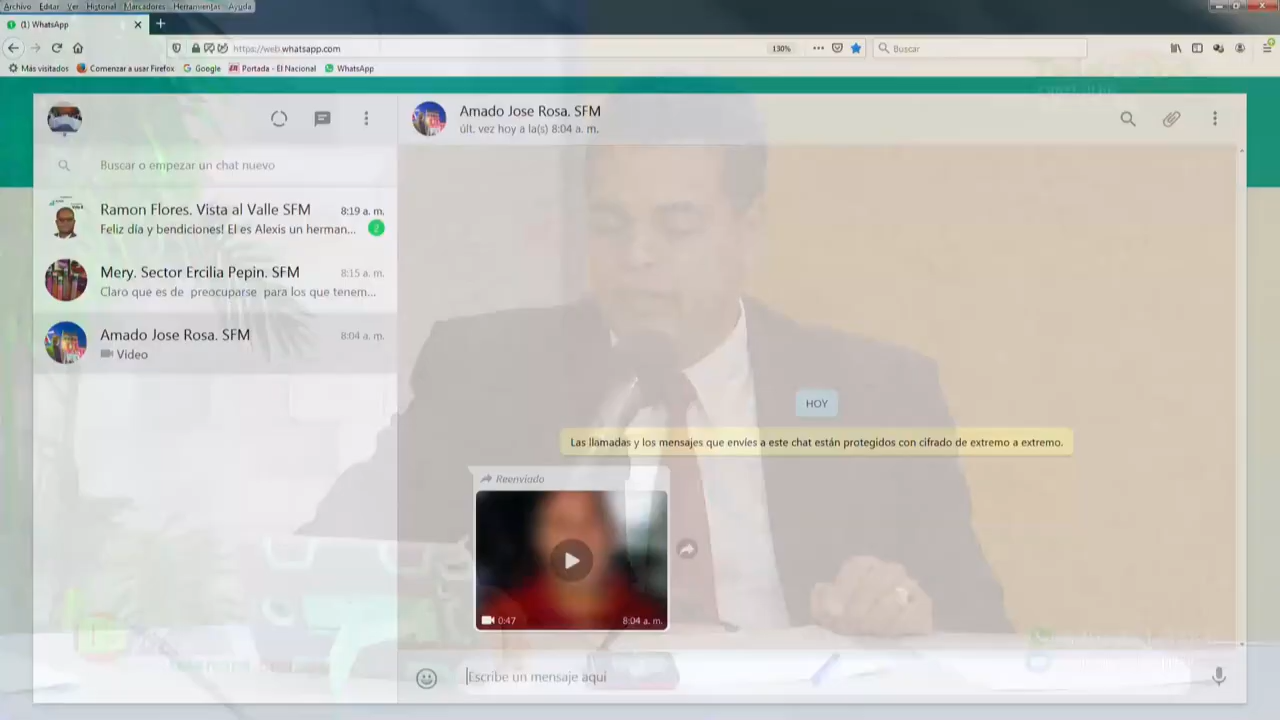 Archivo Editar Ver Historial Marcadores Herramientas Ayuda
(1) WhatsApp
https://web.whatsapp.com
130%
Buscar
Más visitados Comenzar a usar Firefox Google Portada - El Nacional WhatsApp
Amado Jose Rosa. SFM
últ. vez hoy a la(s) 8:04 a. m.
Buscar o empezar un chat nuevo
Ramon Flores. Vista al Valle SFM 8:19 a. m.
Feliz día y bendiciones! El es Alexis un herman... 2
Mery. Sector Ercilia Pepin. SFM 8:15 a. m.
Claro que es de preocuparse para los que tenem...
Amado Jose Rosa. SFM 8:04 a. m.
Video
HOY
Las llamadas y los mensajes que envíes a este chat están protegidos con cifrado de extremo a extremo.
Reenviado
0:47 8:04 a. m.
Escribe un mensaje aquí